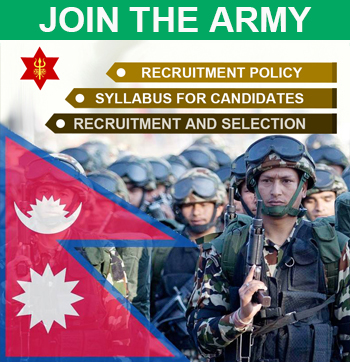 JOIN THE ARMY
RECRUITMENT POLICY
SYLLABUS FOR CANDIDATES
RECRUITMENT AND SELECTION